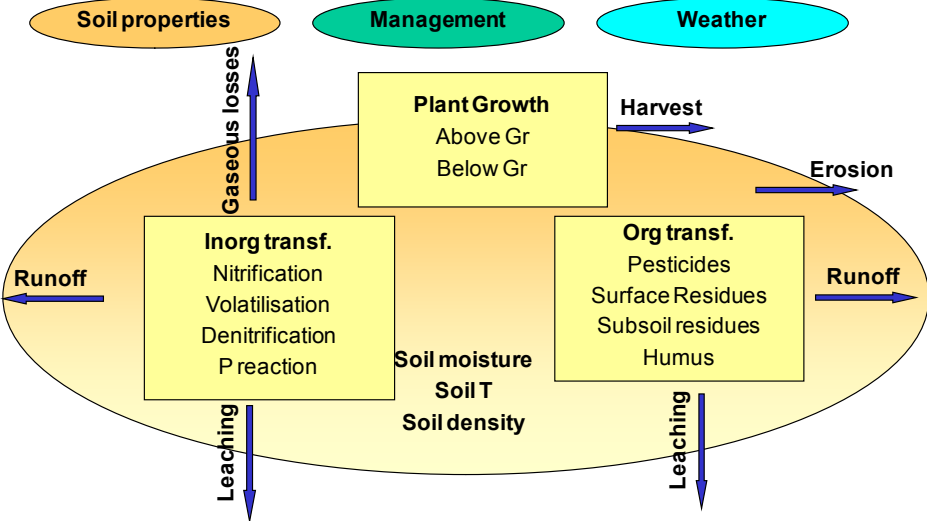 Soil properties
Management
Weather
Gaseous losses
Plant Growth
Above Gr
Below Gr
Harvest
Erosion
Inorg transf.
Nitrification
Volatilisation
Denitrification
P reaction
Org transf.
Pesticides
Surface Residues
Subsoil residues
Humus
Runoff
Runoff
Soil moisture
Soil T
Soil density
Leaching
Leaching